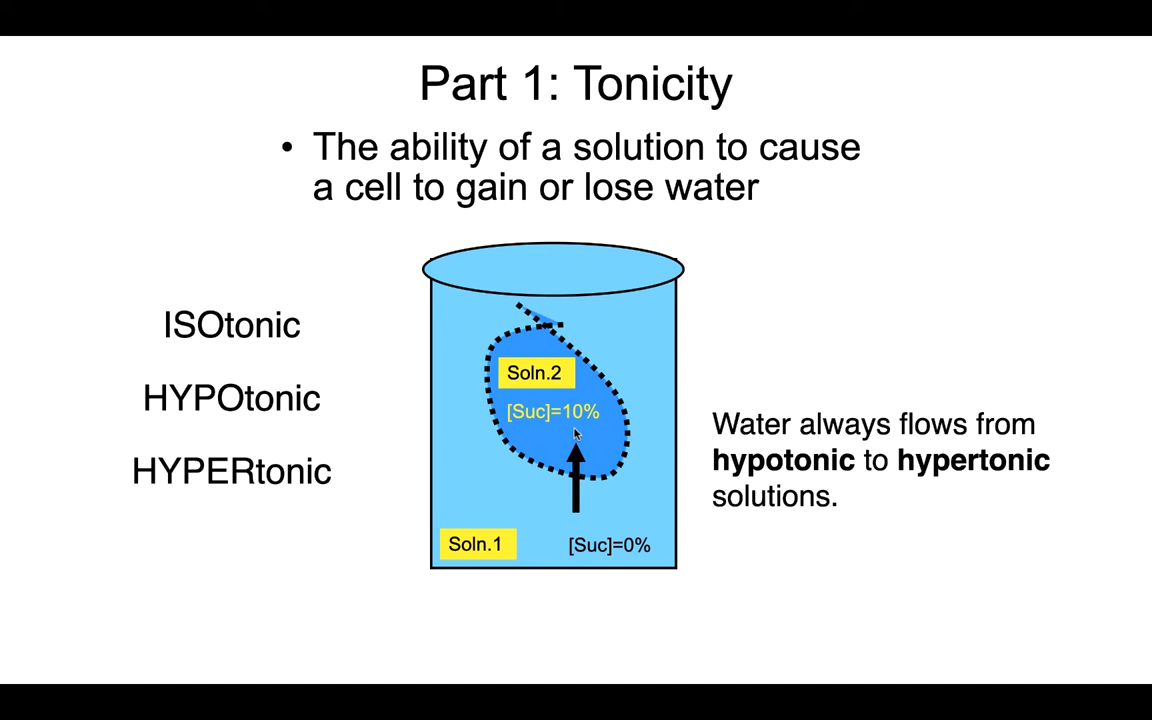 Part 1: Tonicity
• The ability of a solution to cause
a cell to gain or lose water
ISOtonic
HYPOtonic
HYPERtonic
Soln.2
[Suc]=10%
Soln.1
[Suc]=0%
Water always flows from
hypotonic to hypertonic
solutions.